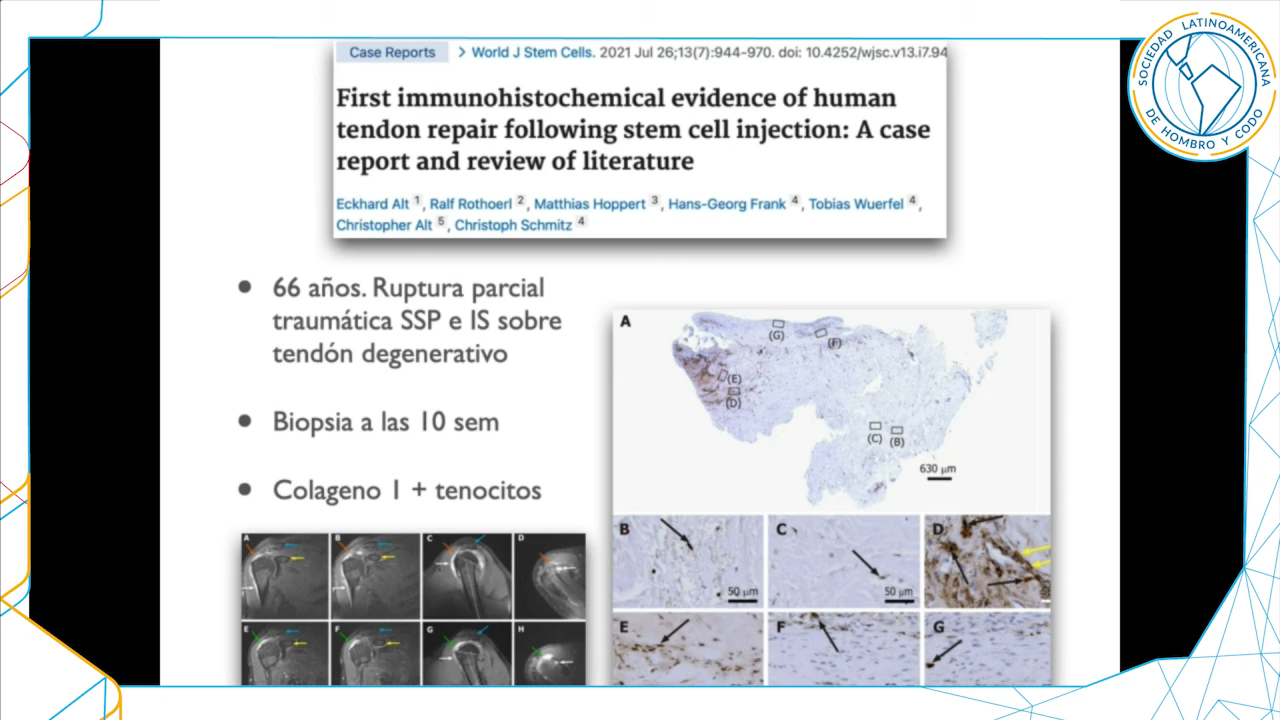 Case Reports > World J Stem Cells. 2021 Jul 26;13(7):944-970. doi: 10.4252/wjsc.v13.i7.94
First immunohistochemical evidence of human
tendon repair following stem cell injection: A case
report and review of literature
Eckhard Alt 1, Ralf Rothoerl 2, Matthias Hoppert 3, Hans-Georg Frank 4, Tobias Wuerfel 4,
Christopher Alt 5, Christoph Schmitz 4
SOCIEDAD LATINOAMERICANA
DE HOMBRO Y CODO
• 66 años. Ruptura parcial
traumática SSP e IS sobre
tendón degenerativo
• Biopsia a las 10 sem
• Colageno I + tenocitos
A
(G)
(F)
(E)
(D)
(C)
(B)
630 µm
B
50 µm
C
50 µm
D
E
F
G
A
B
C
D
E
F
G
H